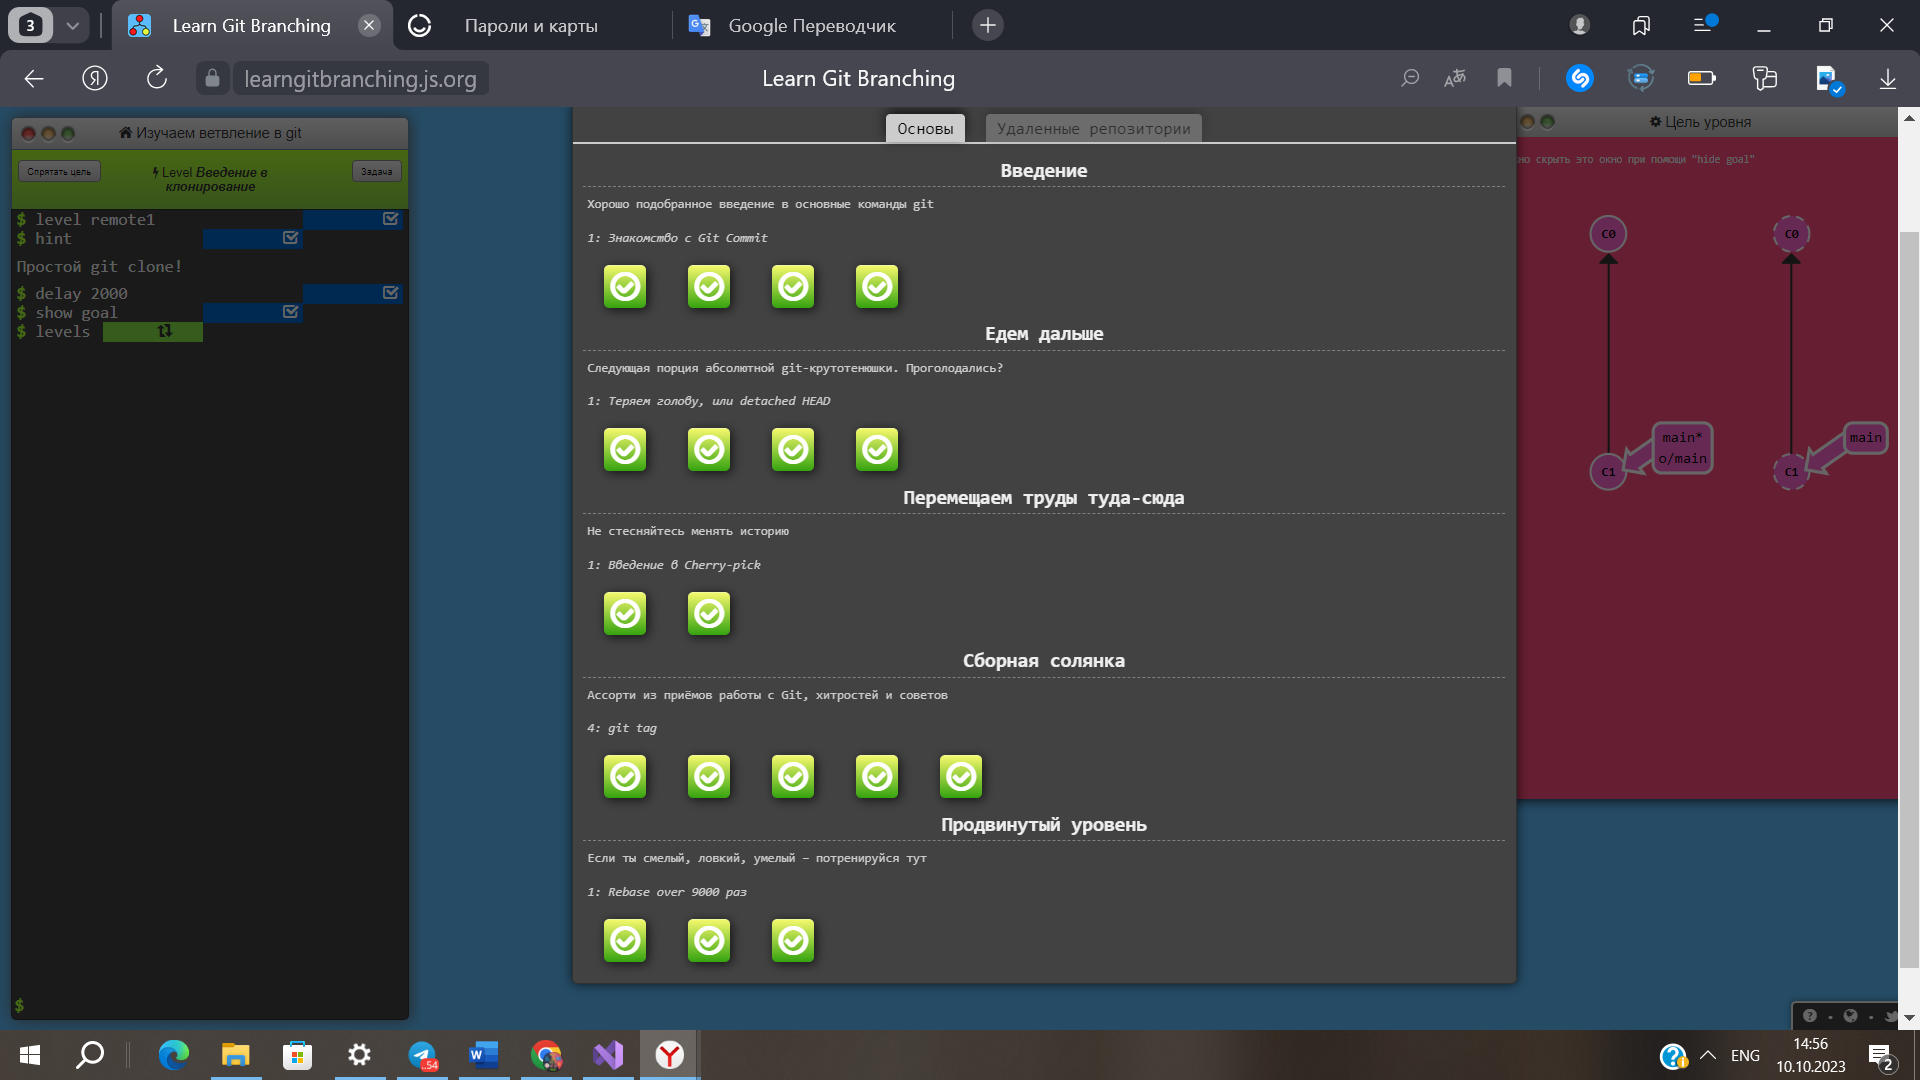 3
Learn Git Branching
Пароли и карты
Google Переводчик
learngitbranching.js.org
Learn Git Branching
Изучаем ветвление в git
Спрятать цель
Level Введение в
клонирование
Задача
$ level remote1
$ hint
Простой git clone!
$ delay 2000
$ show goal
$ levels
$
Основы
Удаленные репозитории
Введение
Хорошо подобранное введение в основные команды git
1: Знакомство с Git Commit
Едем дальше
Следующая порция абсолютной git-крутотенюшки. Проголодались?
1: Теряем голову, или detached HEAD
Перемещаем труды туда-сюда
Не стесняйтесь менять историю
1: Введение в Cherry-pick
Сборная солянка
Ассорти из приёмов работы с Git, хитростей и советов
4: git tag
Продвинутый уровень
Если ты смелый, ловкий, умелый – потренируйся тут
1: Rebase over 9000 раз
Цель уровня
но скрыть это окно при помощи "hide goal"
C0
C0
main*
o/main
main
C1
C1
..54
ENG
14:56
10.10.2023
2